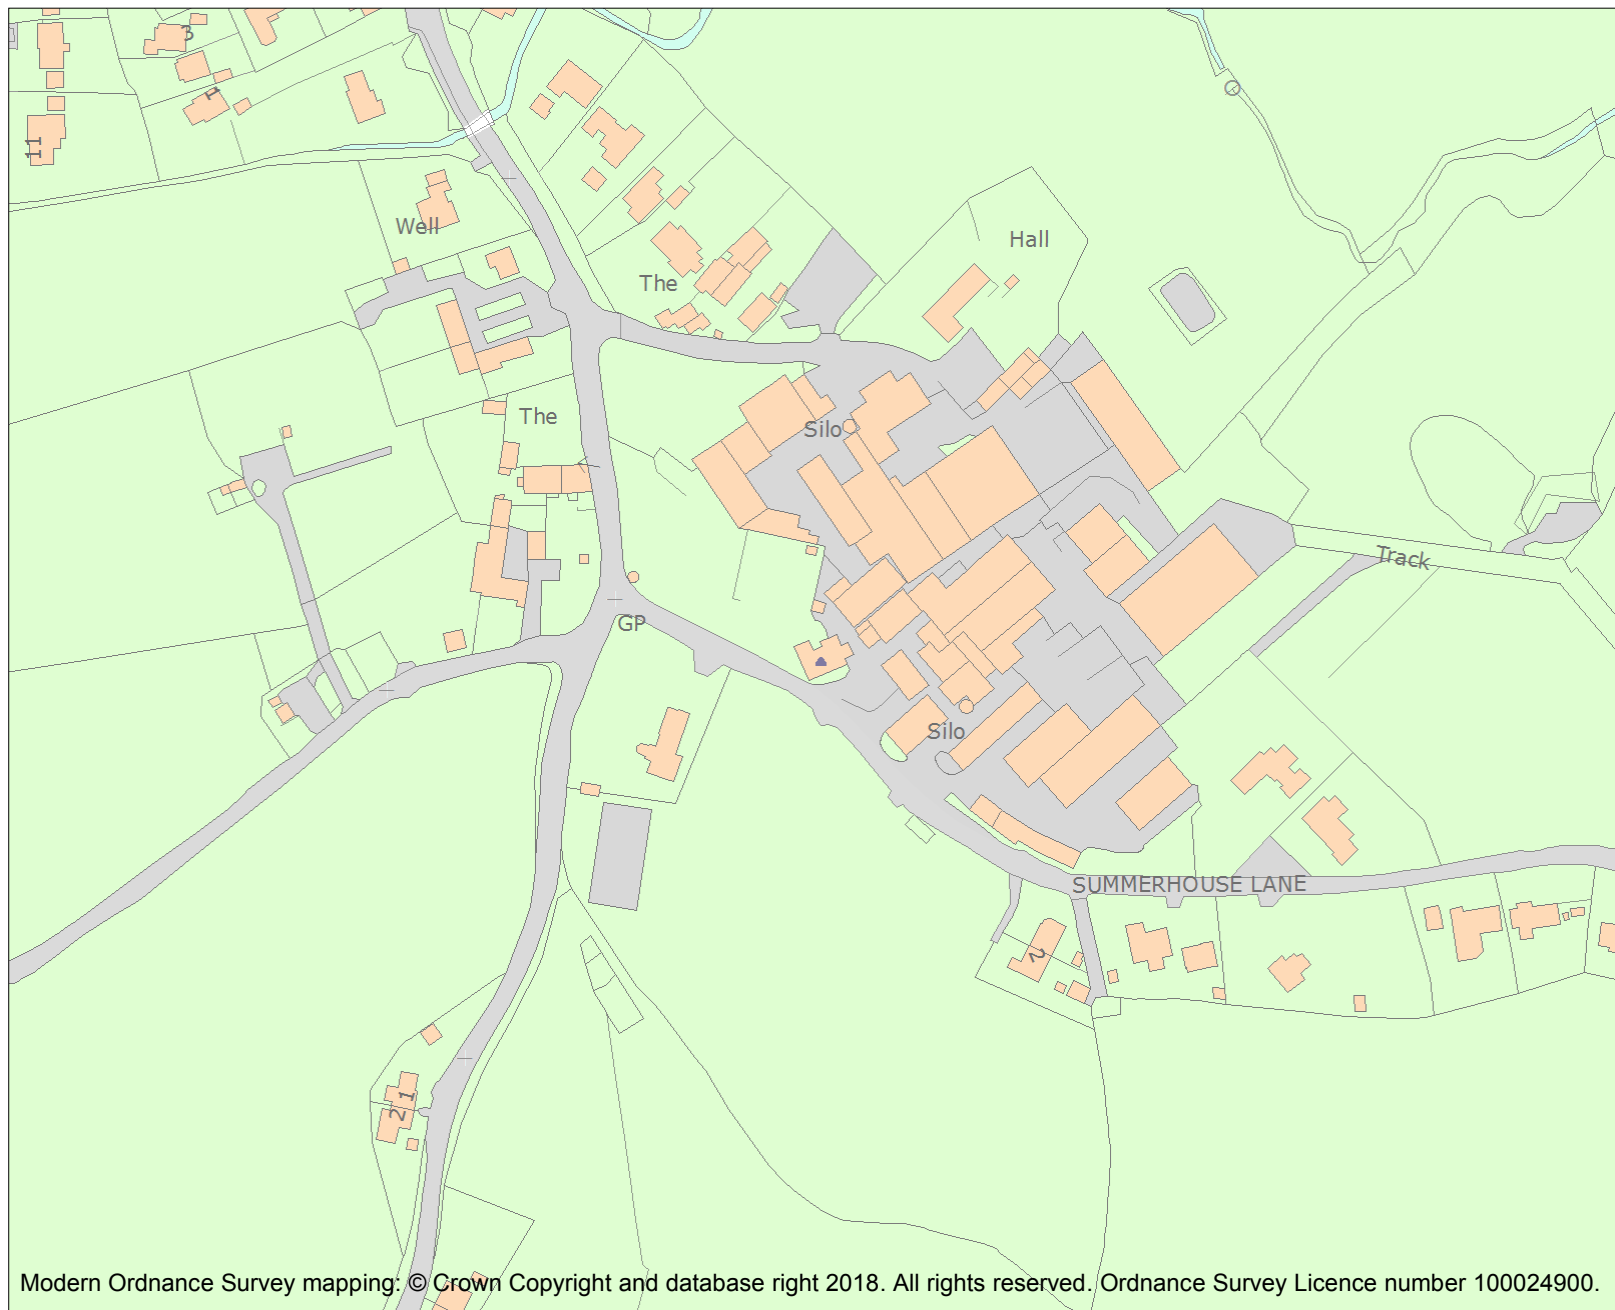 3
1
11
Well
Hall
The
The
Silo
Track
GP
Silo
SUMMERHOUSE LANE
2
1
2
Modern Ordnance Survey mapping: © Crown Copyright and database right 2018. All rights reserved. Ordnance Survey Licence number 100024900.